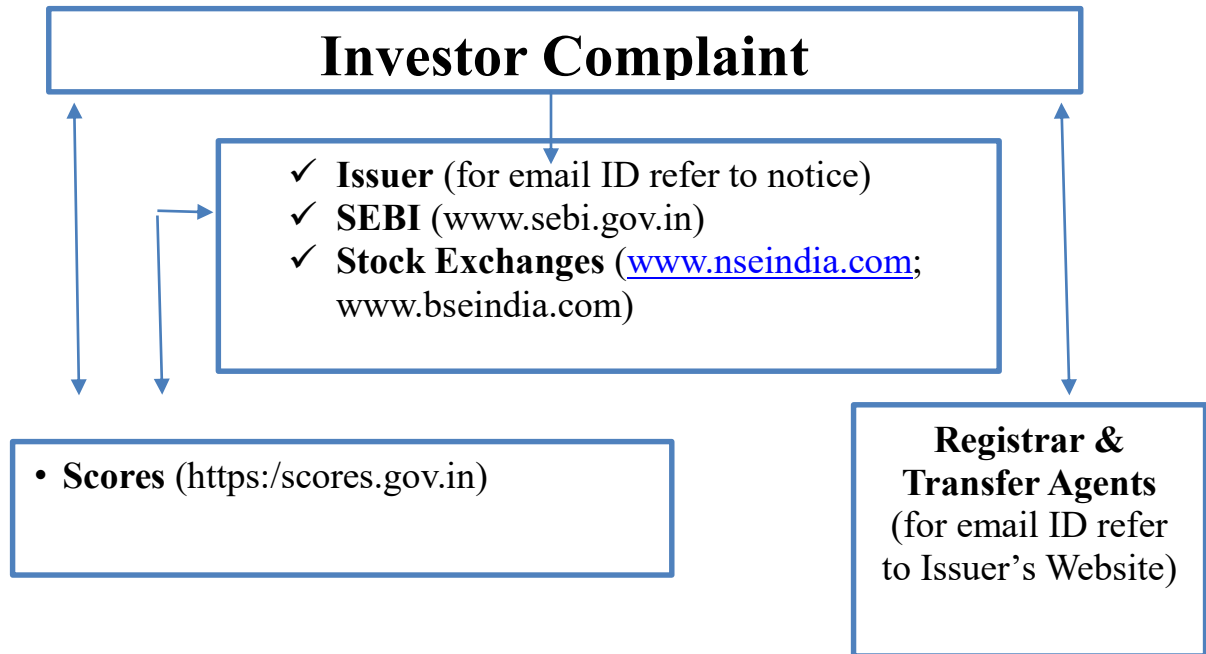 Investor Complaint
✓ Issuer (for email ID refer to notice)
✓ SEBI (www.sebi.gov.in)
✓ Stock Exchanges (www.nseindia.com;
www.bseindia.com)
• Scores (https:/scores.gov.in)
Registrar &
Transfer Agents
(for email ID refer
to Issuer’s Website)